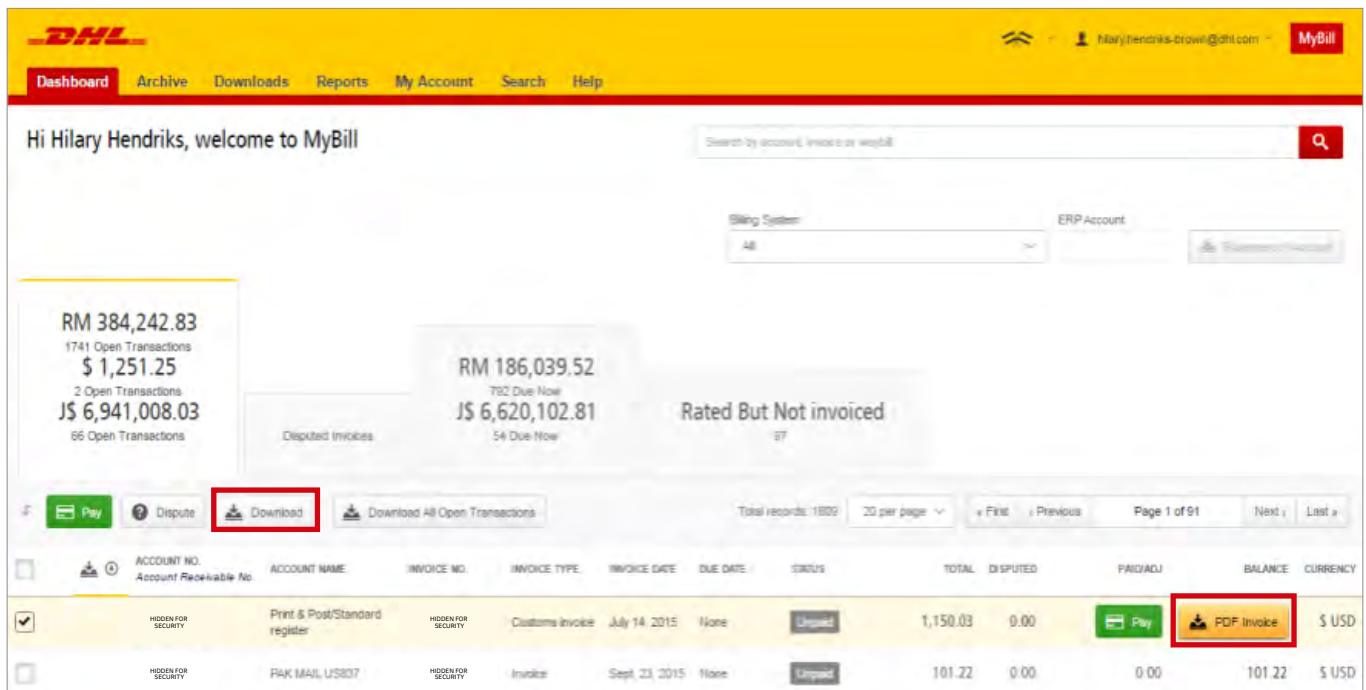 DHL
hilary.hendriks-brown@dhl.com
MyBill
Dashboard Archive Downloads Reports My Account Search Help
Hi Hilary Hendriks, welcome to MyBill
Search by account, invoice or waybill
Billing System
ERP Account
All
RM 384,242.83
1741 Open Transactions
$ 1,251.25
2 Open Transactions
J$ 6,941,008.03
66 Open Transactions
Disputed Invoices
RM 186,039.52
792 Due Now
J$ 6,620,102.81
54 Due Now
Rated But Not invoiced
97
Pay Dispute Download Download All Open Transactions Total records: 1809 20 per page « First ‹ Previous Page 1 of 91 Next › Last »
ACCOUNT NO.
Account Receivable No.
ACCOUNT NAME INVOICE NO. INVOICE TYPE INVOICE DATE DUE DATE STATUS TOTAL DISPUTED PAID/ADJ BALANCE CURRENCY
HIDDEN FOR
SECURITY
Print & Post/Standard
register
HIDDEN FOR
SECURITY
Customs invoice July 14, 2015 None Unpaid 1,150.03 0.00 Pay PDF Invoice $ USD
HIDDEN FOR
SECURITY
PAK MAIL US837
HIDDEN FOR
SECURITY
Invoice Sept. 23, 2015 None Unpaid 101.22 0.00 0.00 101.22 $ USD